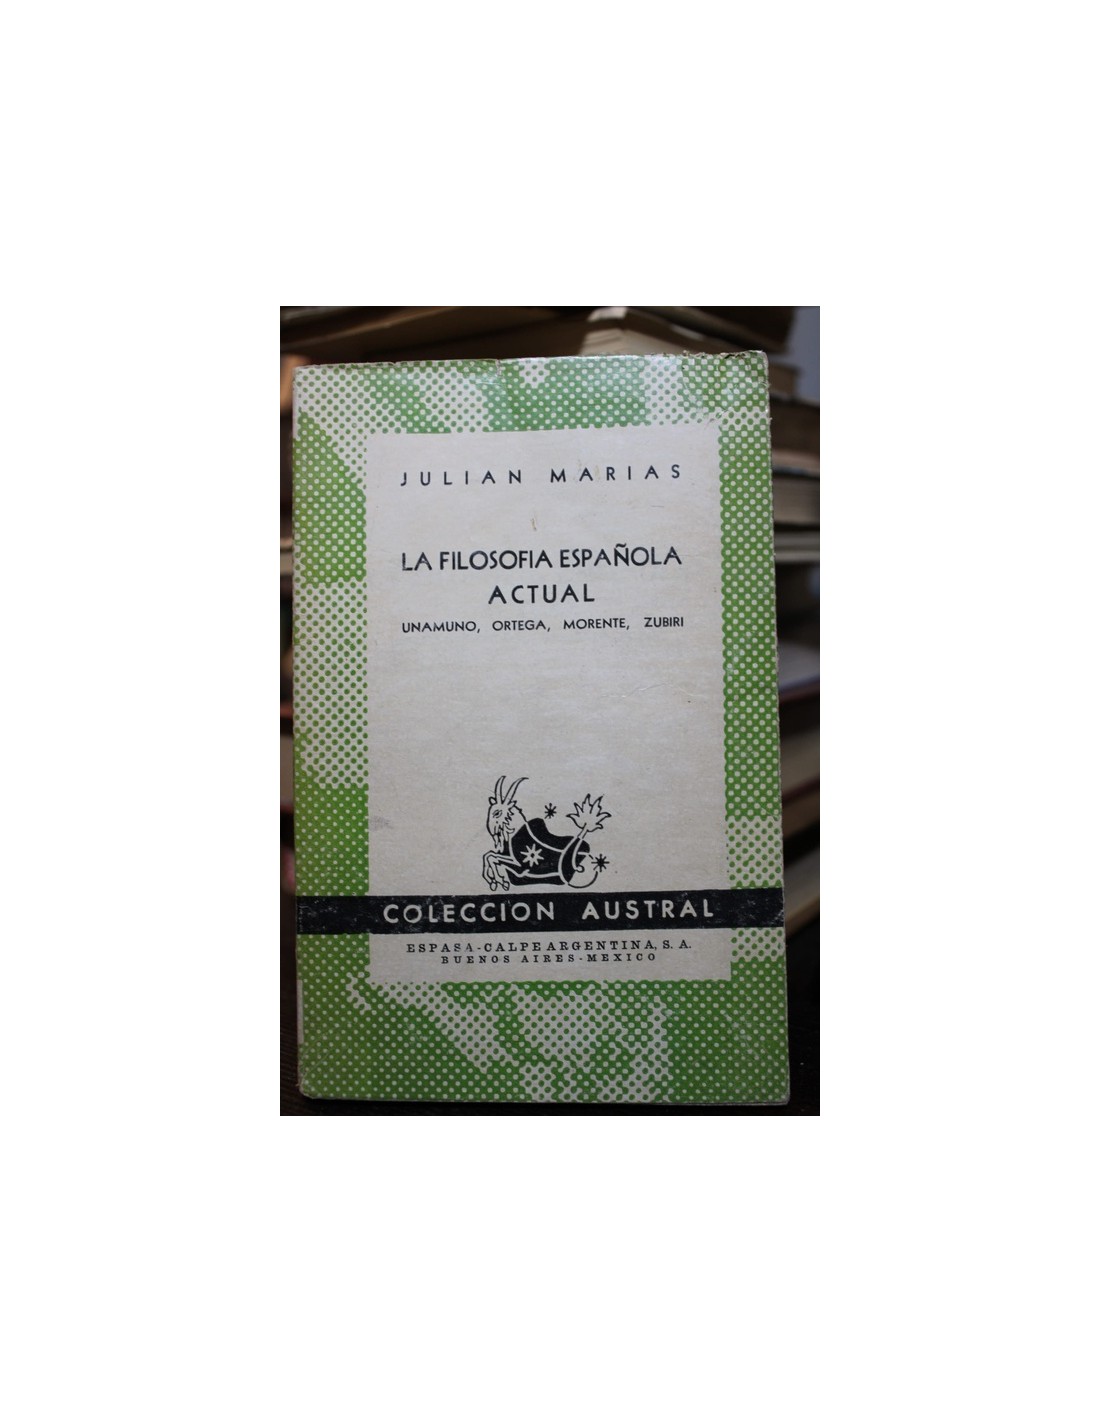 JULIAN MARIAS
LA FILOSOFIA ESPAÑOLA
ACTUAL
UNAMUNO, ORTEGA, MORENTE, ZUBIRI
COLECCION AUSTRAL
ESPASA-CALPE ARGENTINA, S. A.
BUENOS AIRES-MEXICO